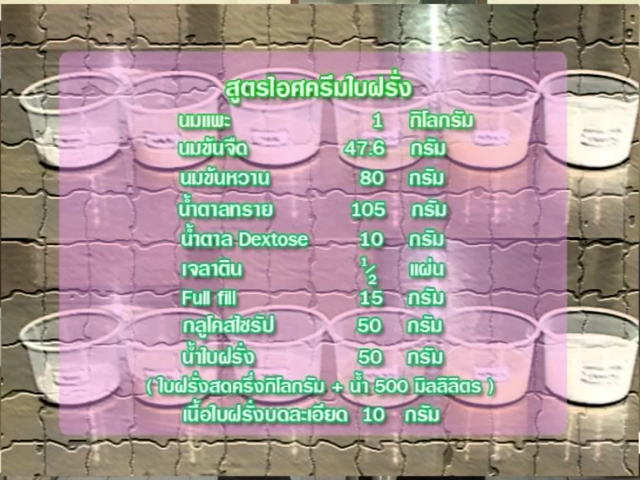 สูตรไอศครีมใบฝรั่ง
นมแพะ 1 กิโลกรัม
นมข้นจืด 47.6 กรัม
นมข้นหวาน 80 กรัม
น้ำตาลทราย 105 กรัม
น้ำตาล Dextose 10 กรัม
เจลาติน 1/2 แผ่น
Full fill 15 กรัม
กลูโคสไซรัป 50 กรัม
น้ำใบฝรั่ง 50 กรัม
( ใบฝรั่งสดครึ่งกิโลกรัม + น้ำ 500 มิลลิลิตร )
เนื้อใบฝรั่งบดละเอียด 10 กรัม